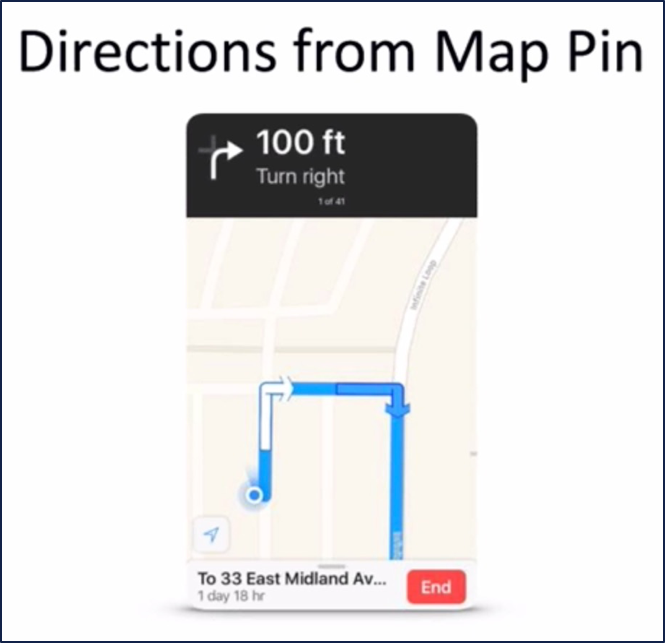 Directions from Map Pin
100 ft
Turn right
1 of 41
Infinite Loop
To 33 East Midland Av...
1 day 18 hr
End